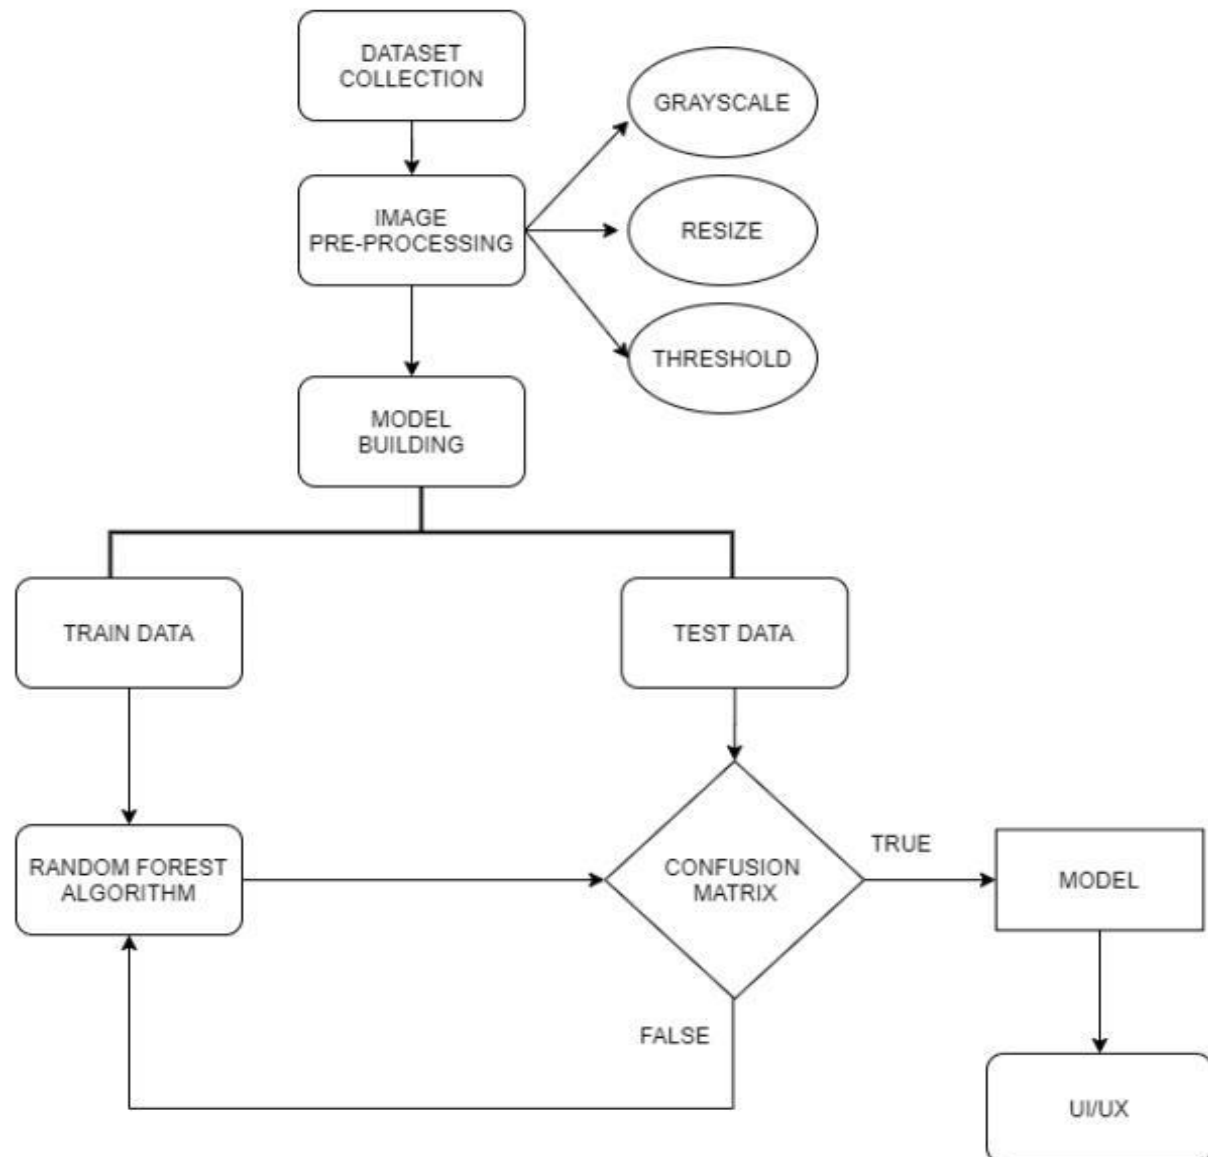 DATASET
COLLECTION
GRAYSCALE
IMAGE
PRE-PROCESSING
RESIZE
THRESHOLD
MODEL
BUILDING
TRAIN DATA
TEST DATA
RANDOM FOREST
ALGORITHM
CONFUSION
MATRIX
TRUE
MODEL
FALSE
UI/UX